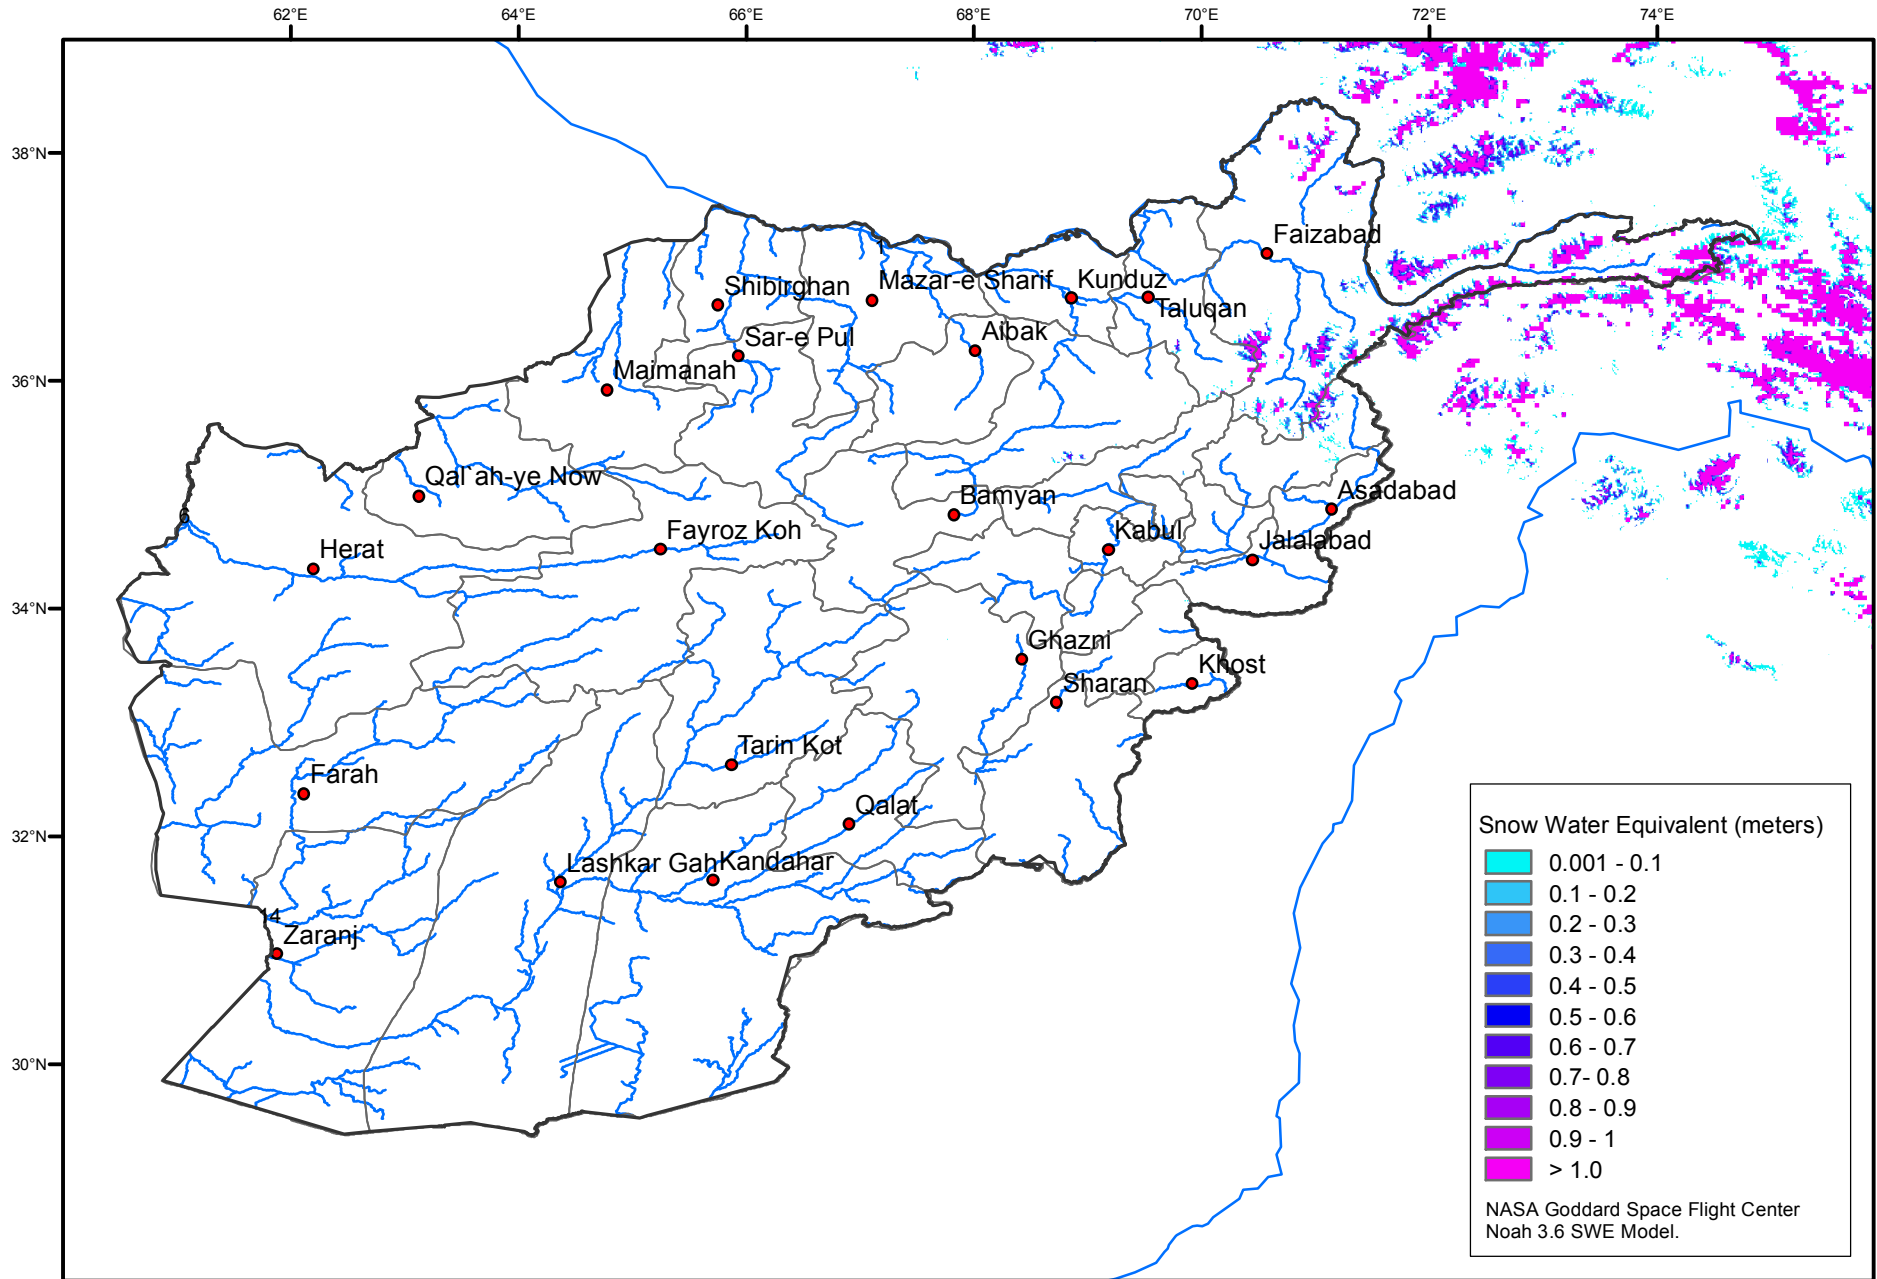 62°E 64°E 66°E 68°E 70°E 72°E 74°E
38°N
Faizabad
1
Shibirghan Mazar-e Sharif Kunduz
Taluqan
Sar-e Pul Aibak
36°N
Maimanah
Qal`ah-ye Now
Bamyan Asadabad
6
Fayroz Koh Kabul
Herat Jalalabad
34°N
Ghazni
Khost
Sharan
Tarin Kot
Farah
Qalat
32°N
Lashkar Gah Kandahar
14
Zaranj
30°N
Snow Water Equivalent (meters)
0.001 - 0.1
0.1 - 0.2
0.2 - 0.3
0.3 - 0.4
0.4 - 0.5
0.5 - 0.6
0.6 - 0.7
0.7- 0.8
0.8 - 0.9
0.9 - 1
> 1.0
NASA Goddard Space Flight Center
Noah 3.6 SWE Model.